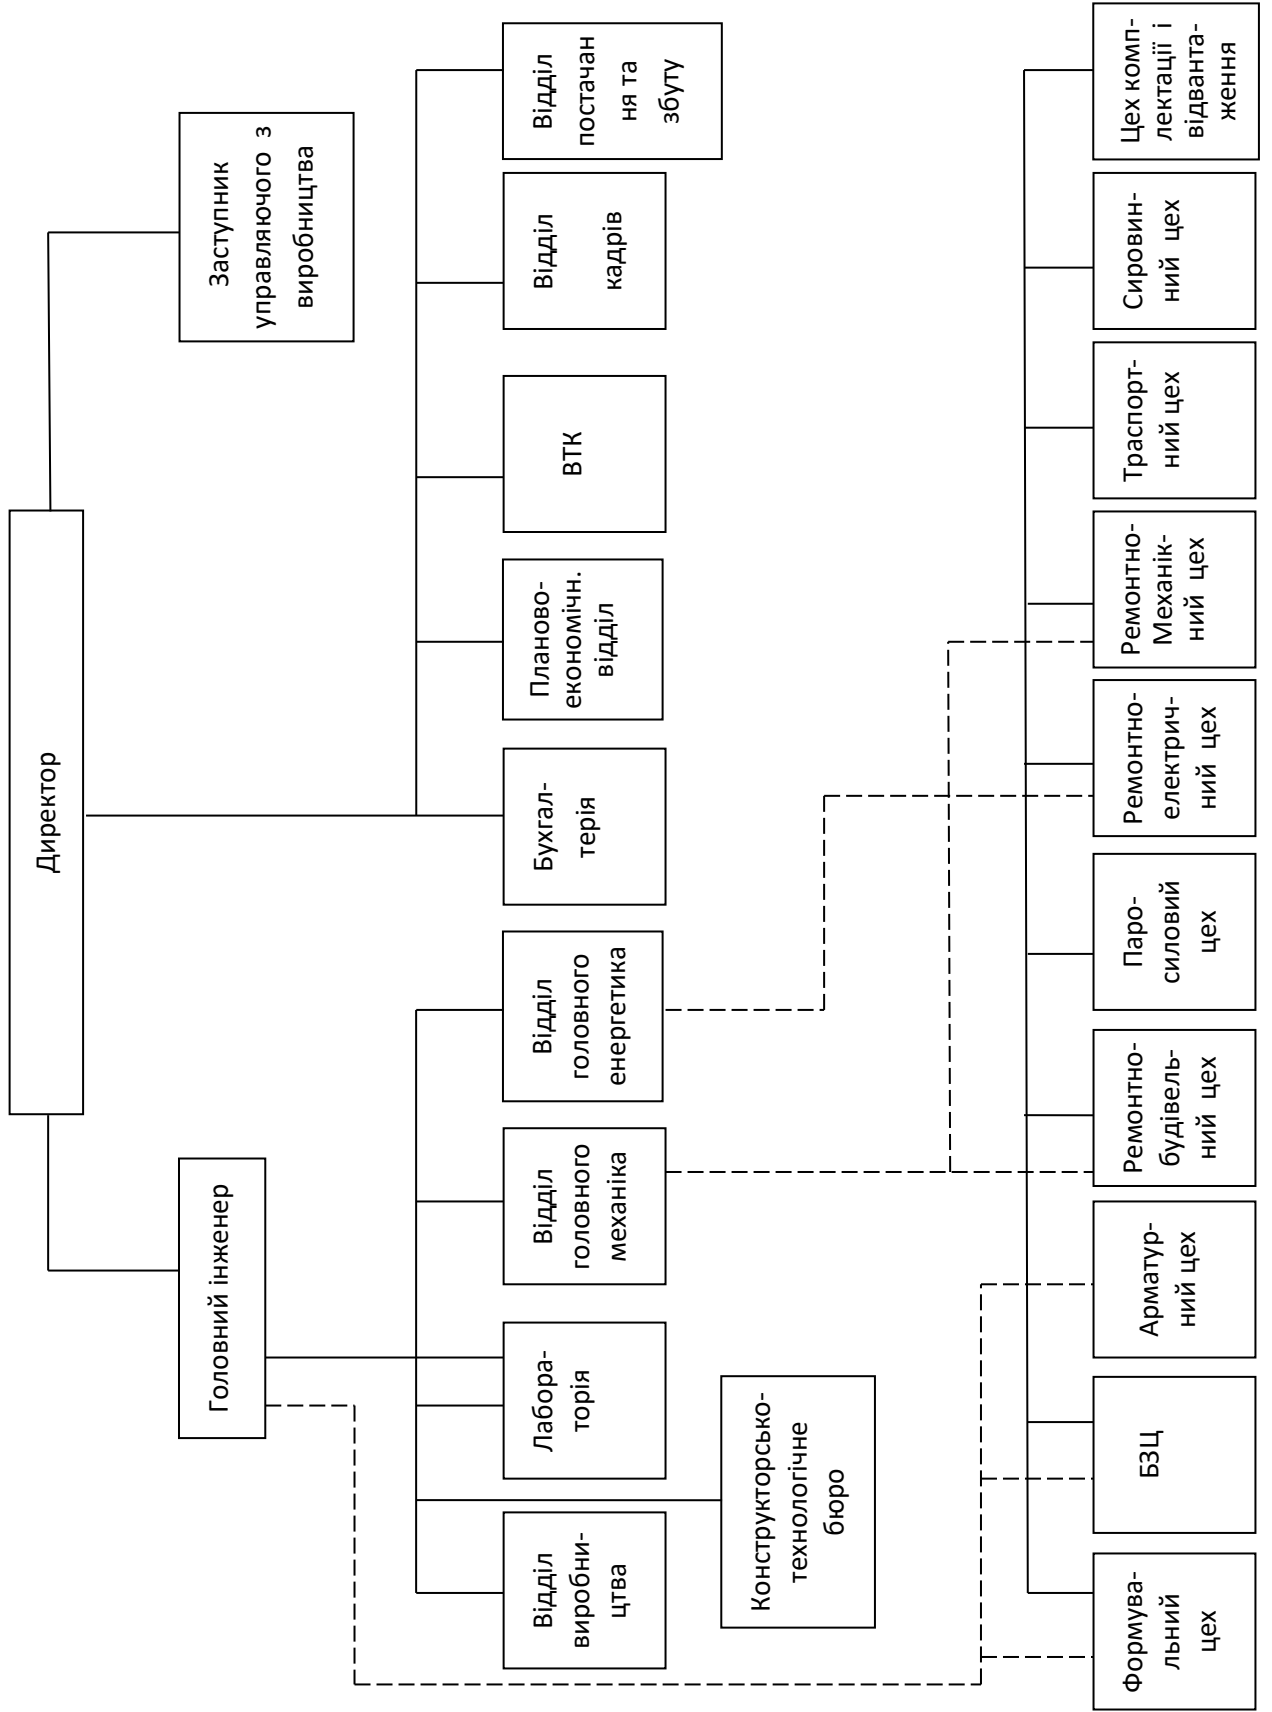 Директор
Головний інженер
Заступник
управляючого з
виробництва
Відділ
виробни-
цтва
Лабора-
торія
Відділ
головного
механіка
Відділ
головного
енергетика
Бухгал-
терія
Планово-
економічн.
відділ
ВТК
Відділ
кадрів
Відділ
постачан
ня та
збуту
Конструкторсько-
технологічне
бюро
Формува-
льний
цех
БЗЦ
Арматур-
ний цех
Ремонтно-
будівель-
ний цех
Паро-
силовий
цех
Ремонтно-
електрич-
ний цех
Ремонтно-
Механік-
ний цех
Траспорт-
ний цех
Сировин-
ний цех
Цех комп-
лектації і
відванта-
ження